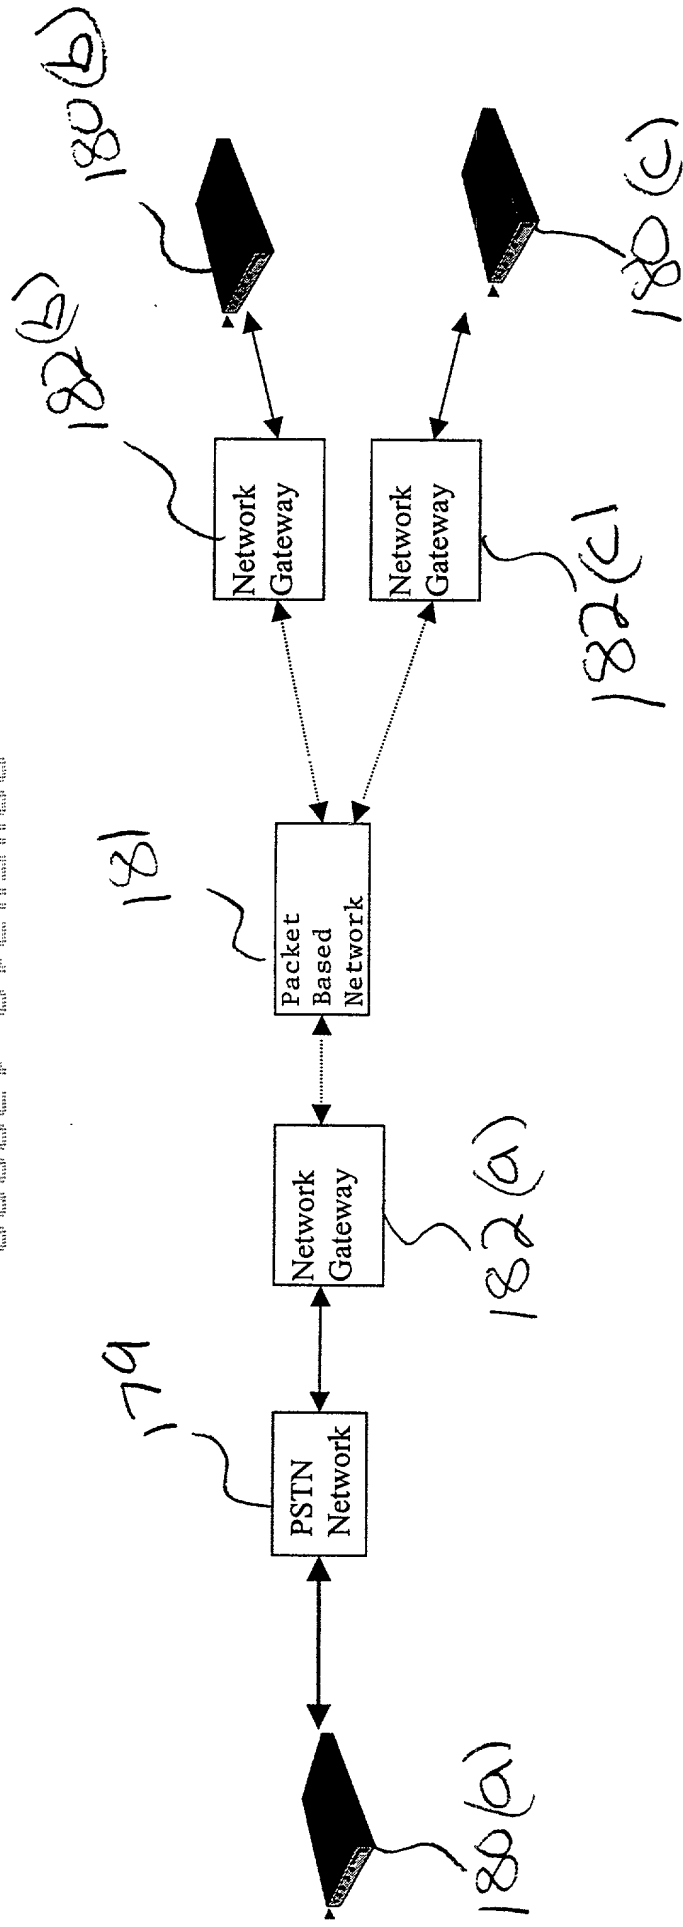 180(a)
PSTN
Network
179
Network
Gateway
182(a)
Packet
Based
Network
181
Network
Gateway
182(b)
180(b)
Network
Gateway
182(c)
180(c)